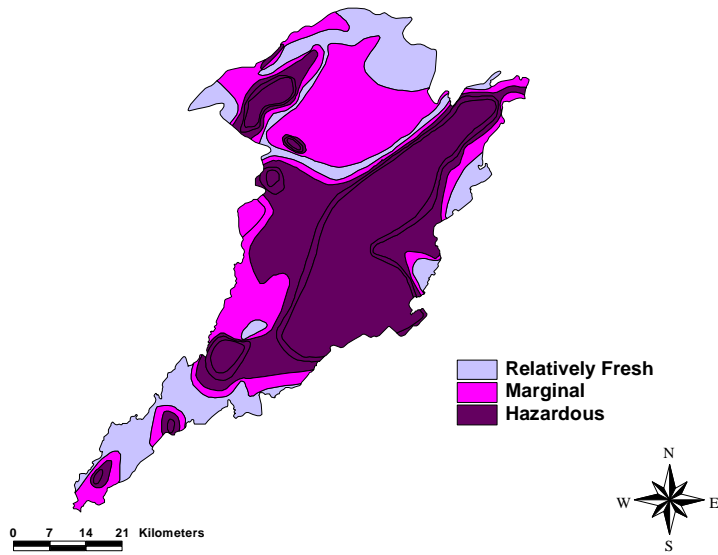 Relatively Fresh
Marginal
Hazardous
N
W E
S
0 7 14 21 Kilometers